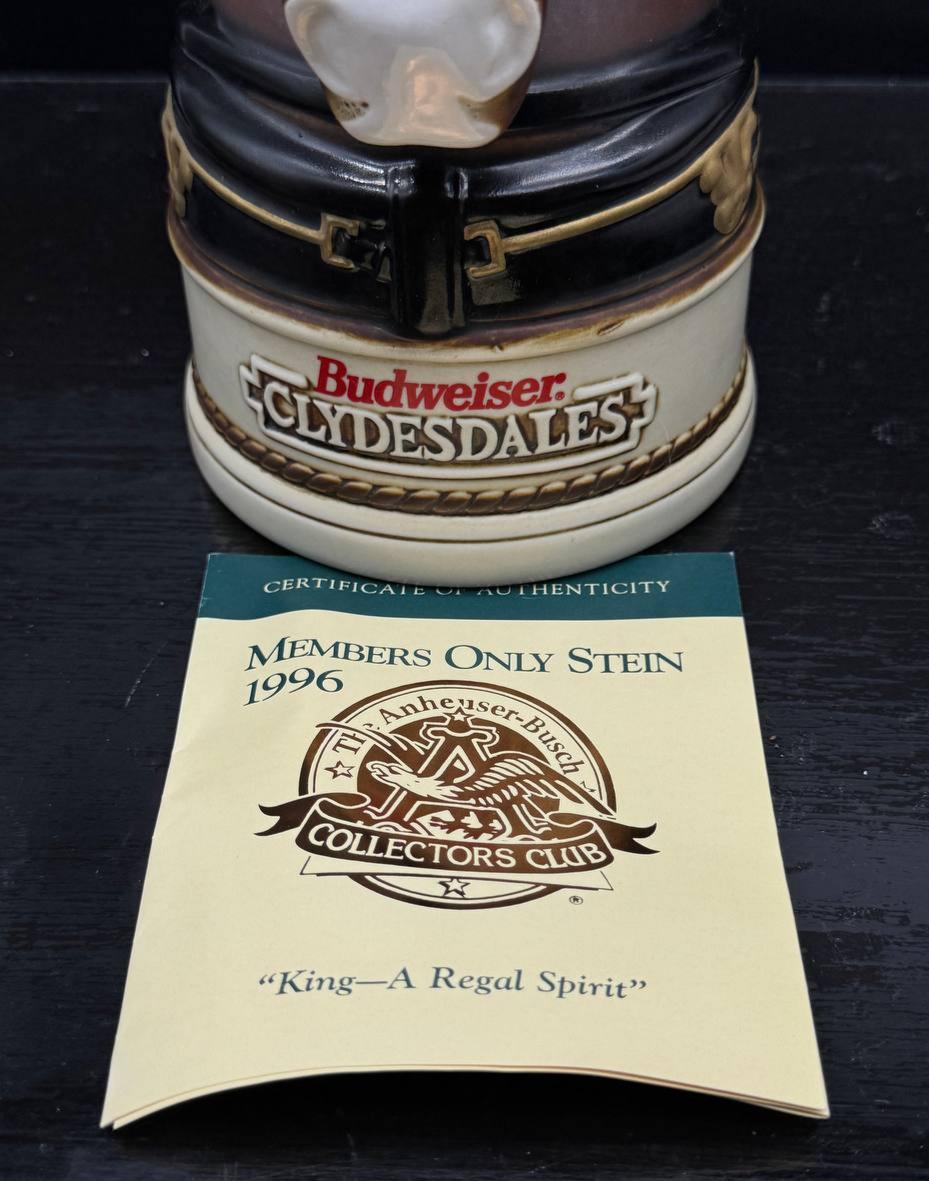 Budweiser®
CLYDESDALES
CERTIFICATE OF AUTHENTICITY
MEMBERS ONLY STEIN
1996
The Anheuser-Busch
COLLECTORS CLUB
®
“King—A Regal Spirit”